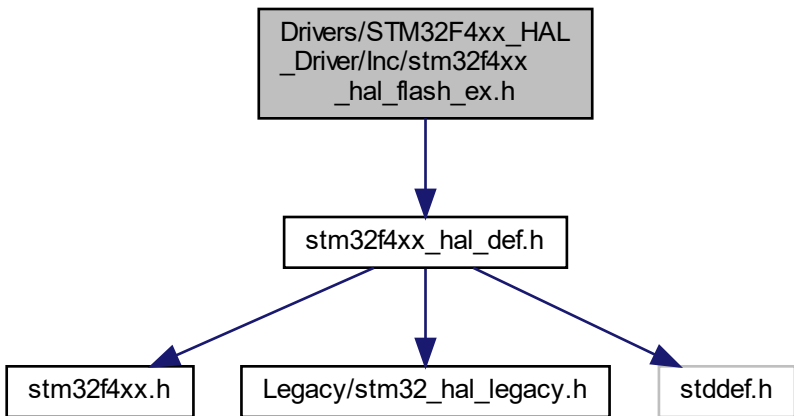 Drivers/STM32F4xx_HAL
_Driver/Inc/stm32f4xx
_hal_flash_ex.h
stm32f4xx_hal_def.h
stm32f4xx.h
Legacy/stm32_hal_legacy.h
stddef.h